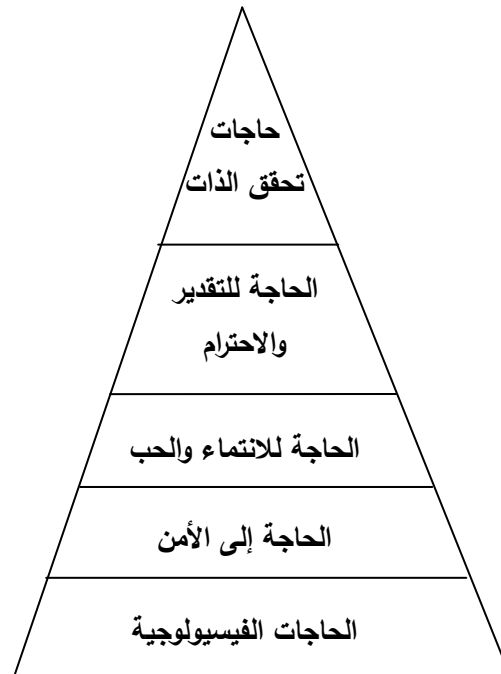 حاجات
تحقق الذات
الحاجة للتقدير
والاحترام
الحاجة للانتماء والحب
الحاجة إلى الأمن
الحاجات الفيسيولوجية